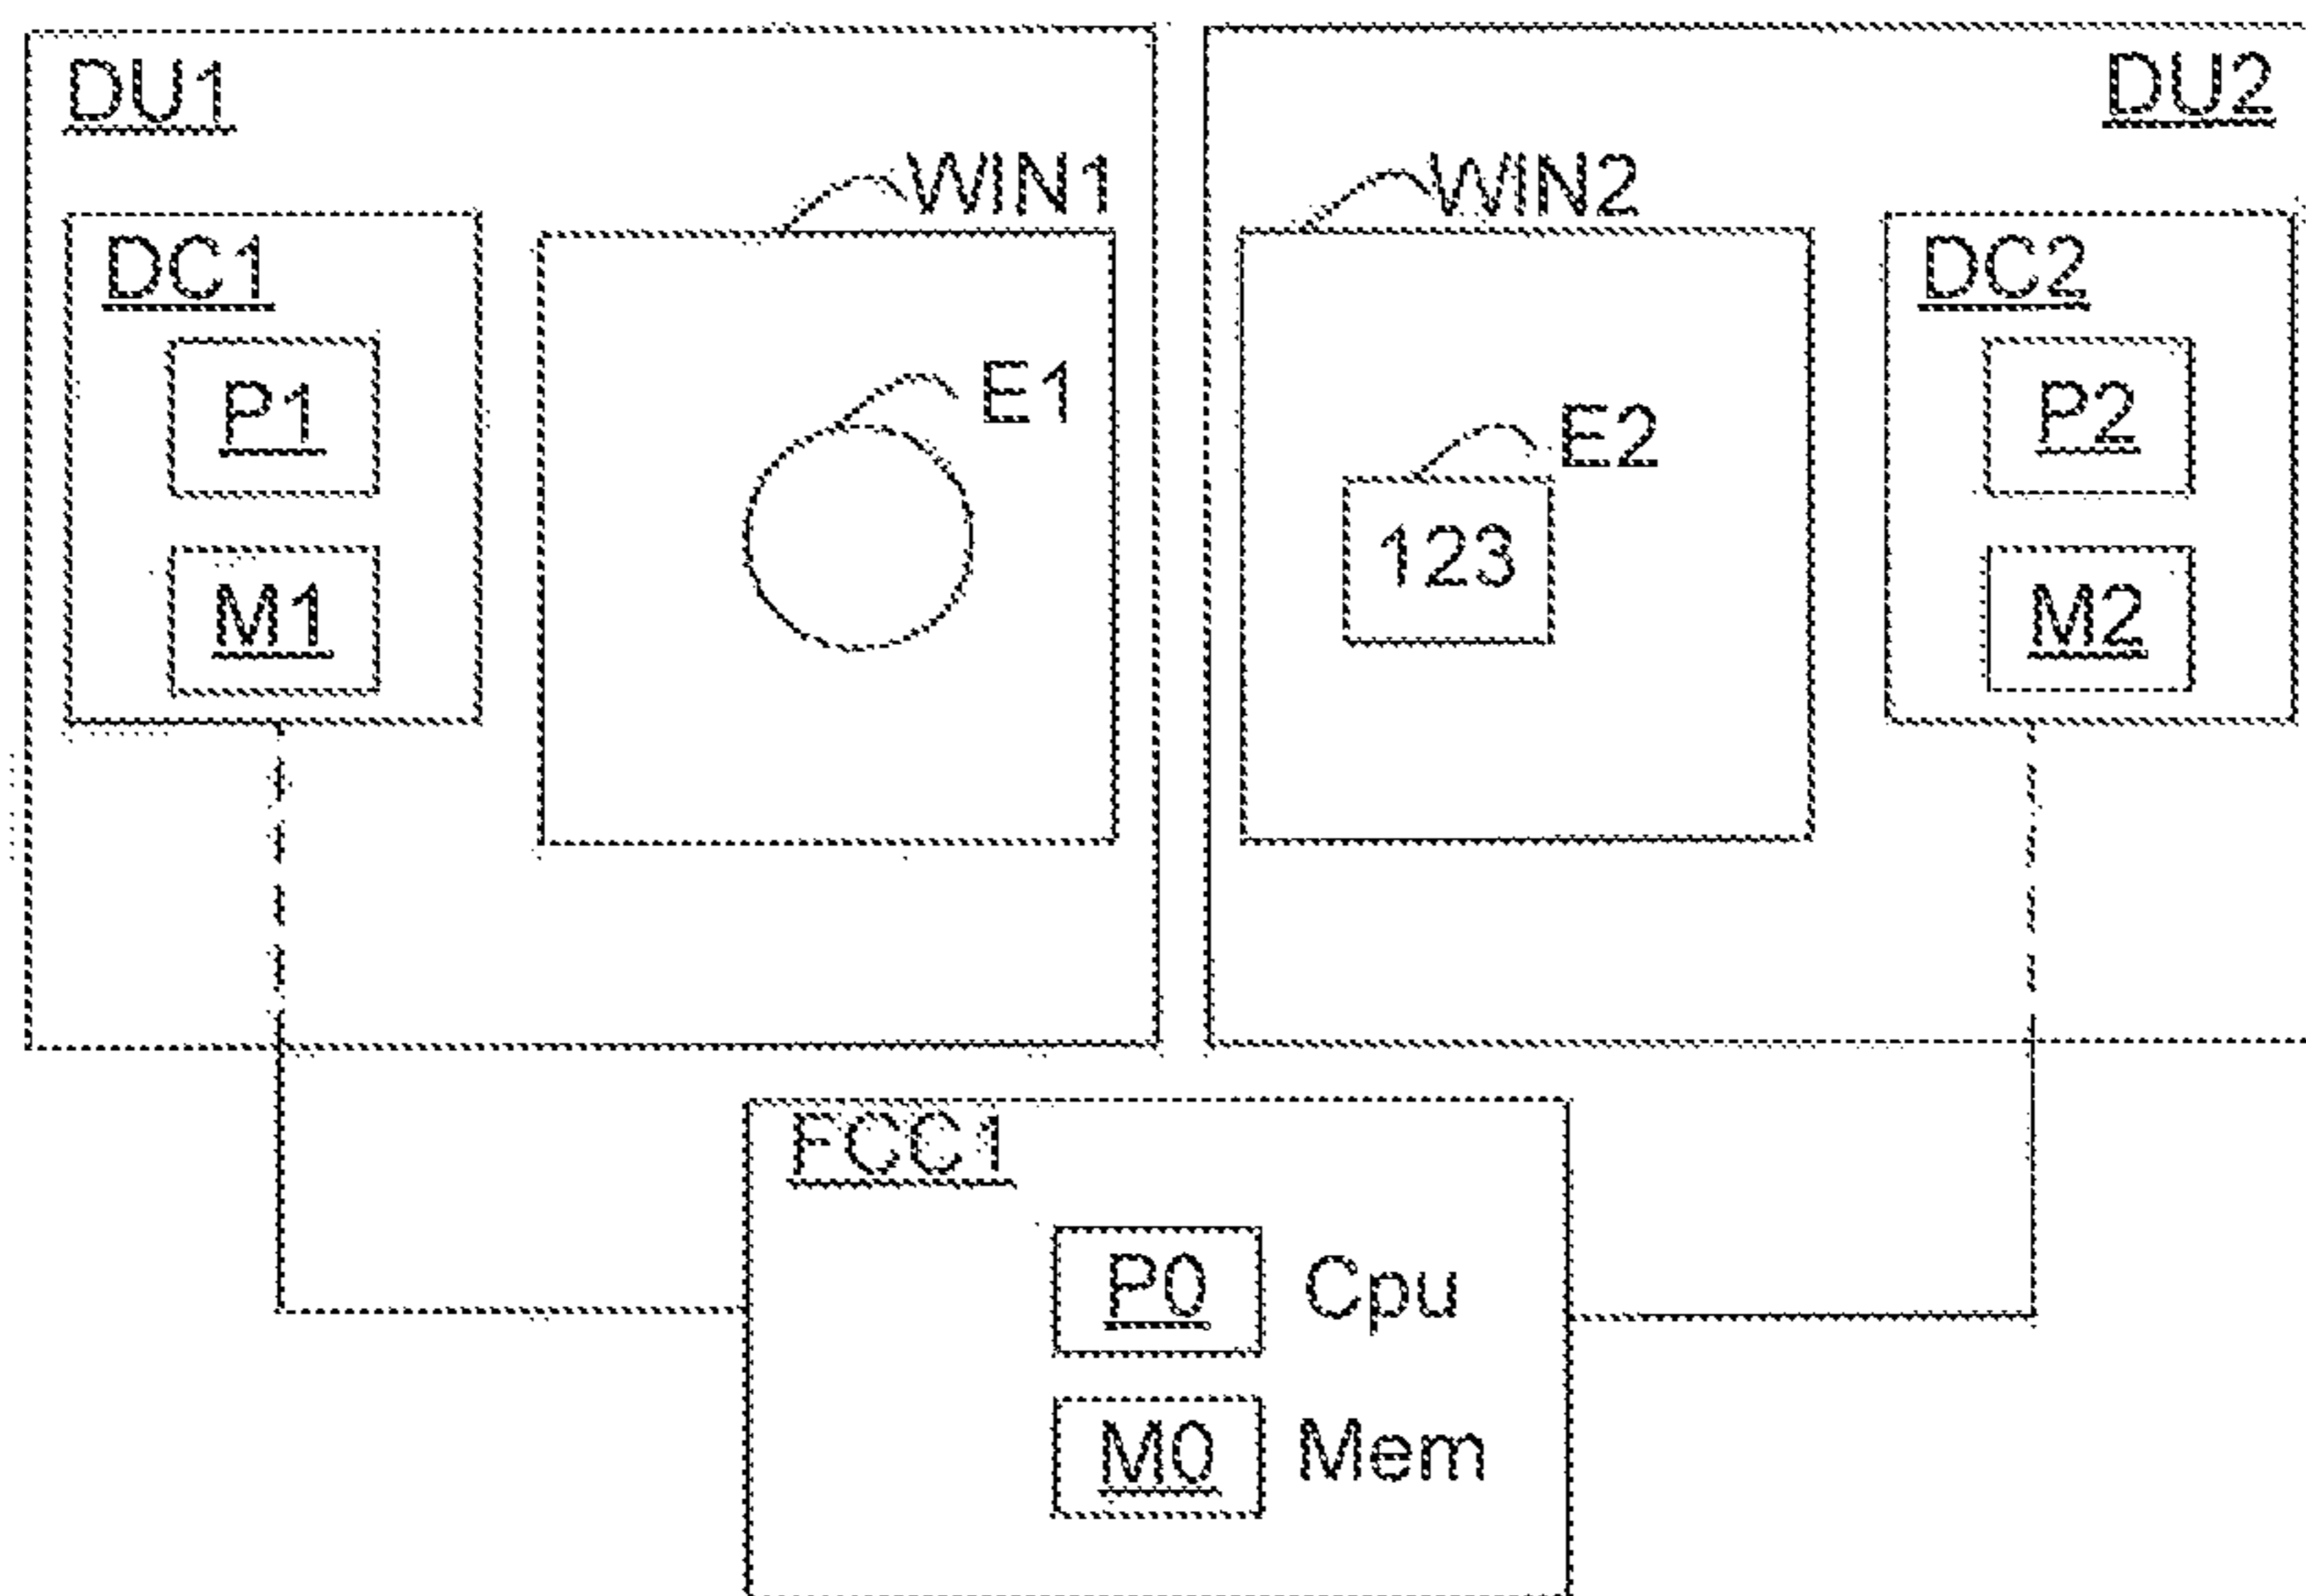 DU1
DU2
WIN1
WIN2
DC1
DC2
P1
E1
E2
P2
M1
123
M2
FCC1
P0 Cpu
M0 Mem